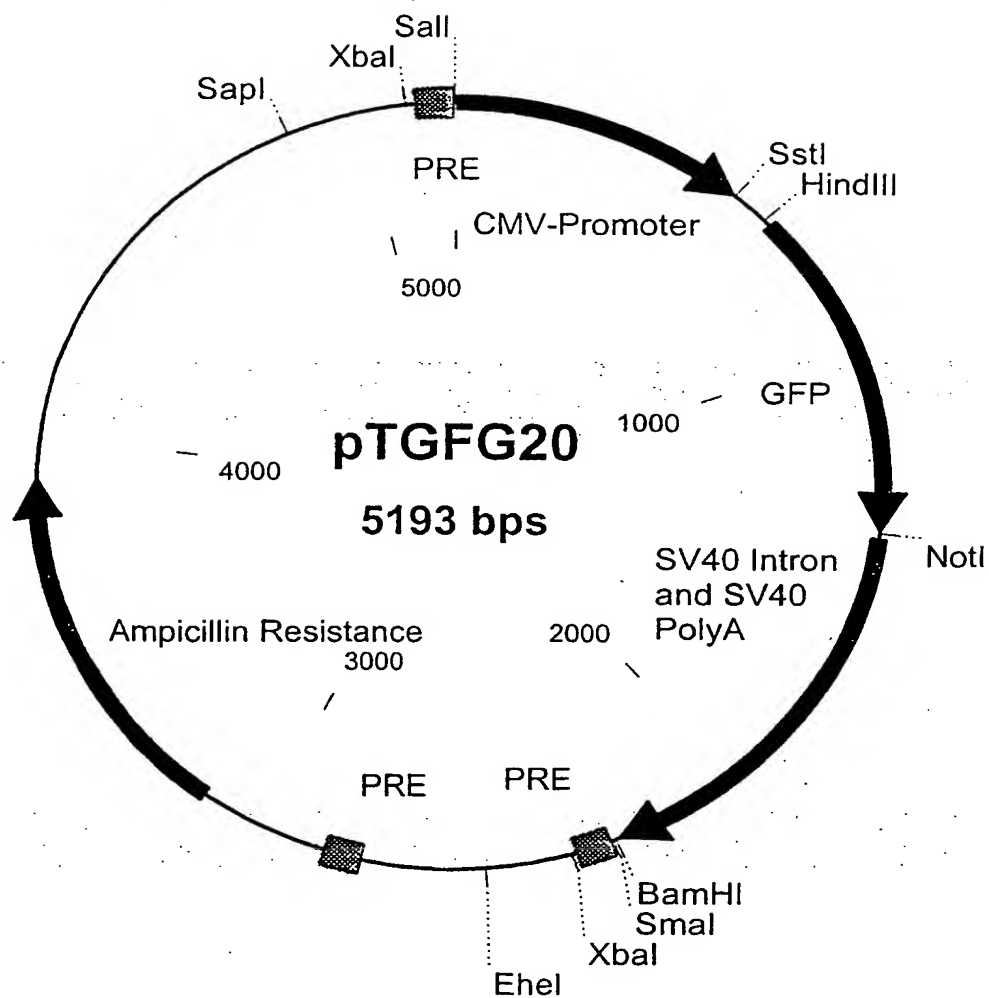 SalI
XbaI
SapI
SstI
HindIII
PRE
CMV-Promoter
5000
GFP
1000
pTGFG20
4000
5193 bps
NotI
SV40 Intron
and SV40
PolyA
Ampicillin Resistance
2000
3000
PRE
PRE
BamHI
SmaI
XbaI
EheI